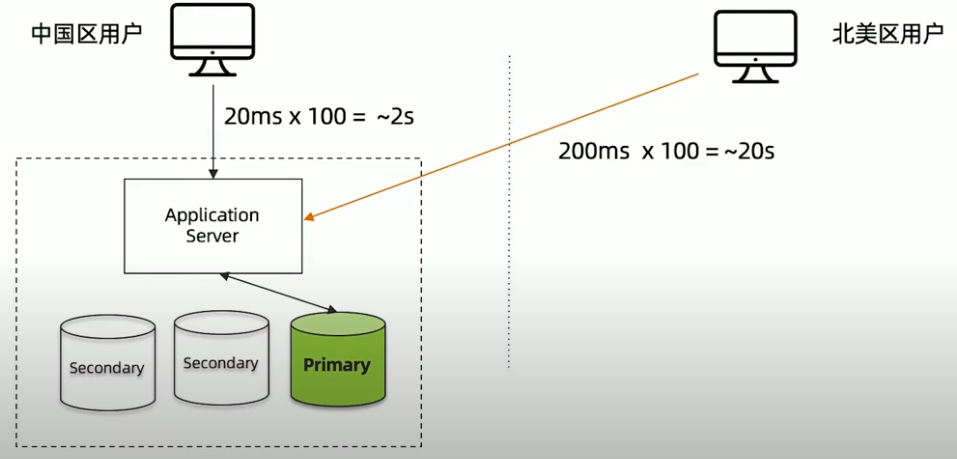 中国区用户
北美区用户
20ms x 100 = ~2s
200ms x 100 = ~20s
Application
Server
Secondary
Secondary
Primary